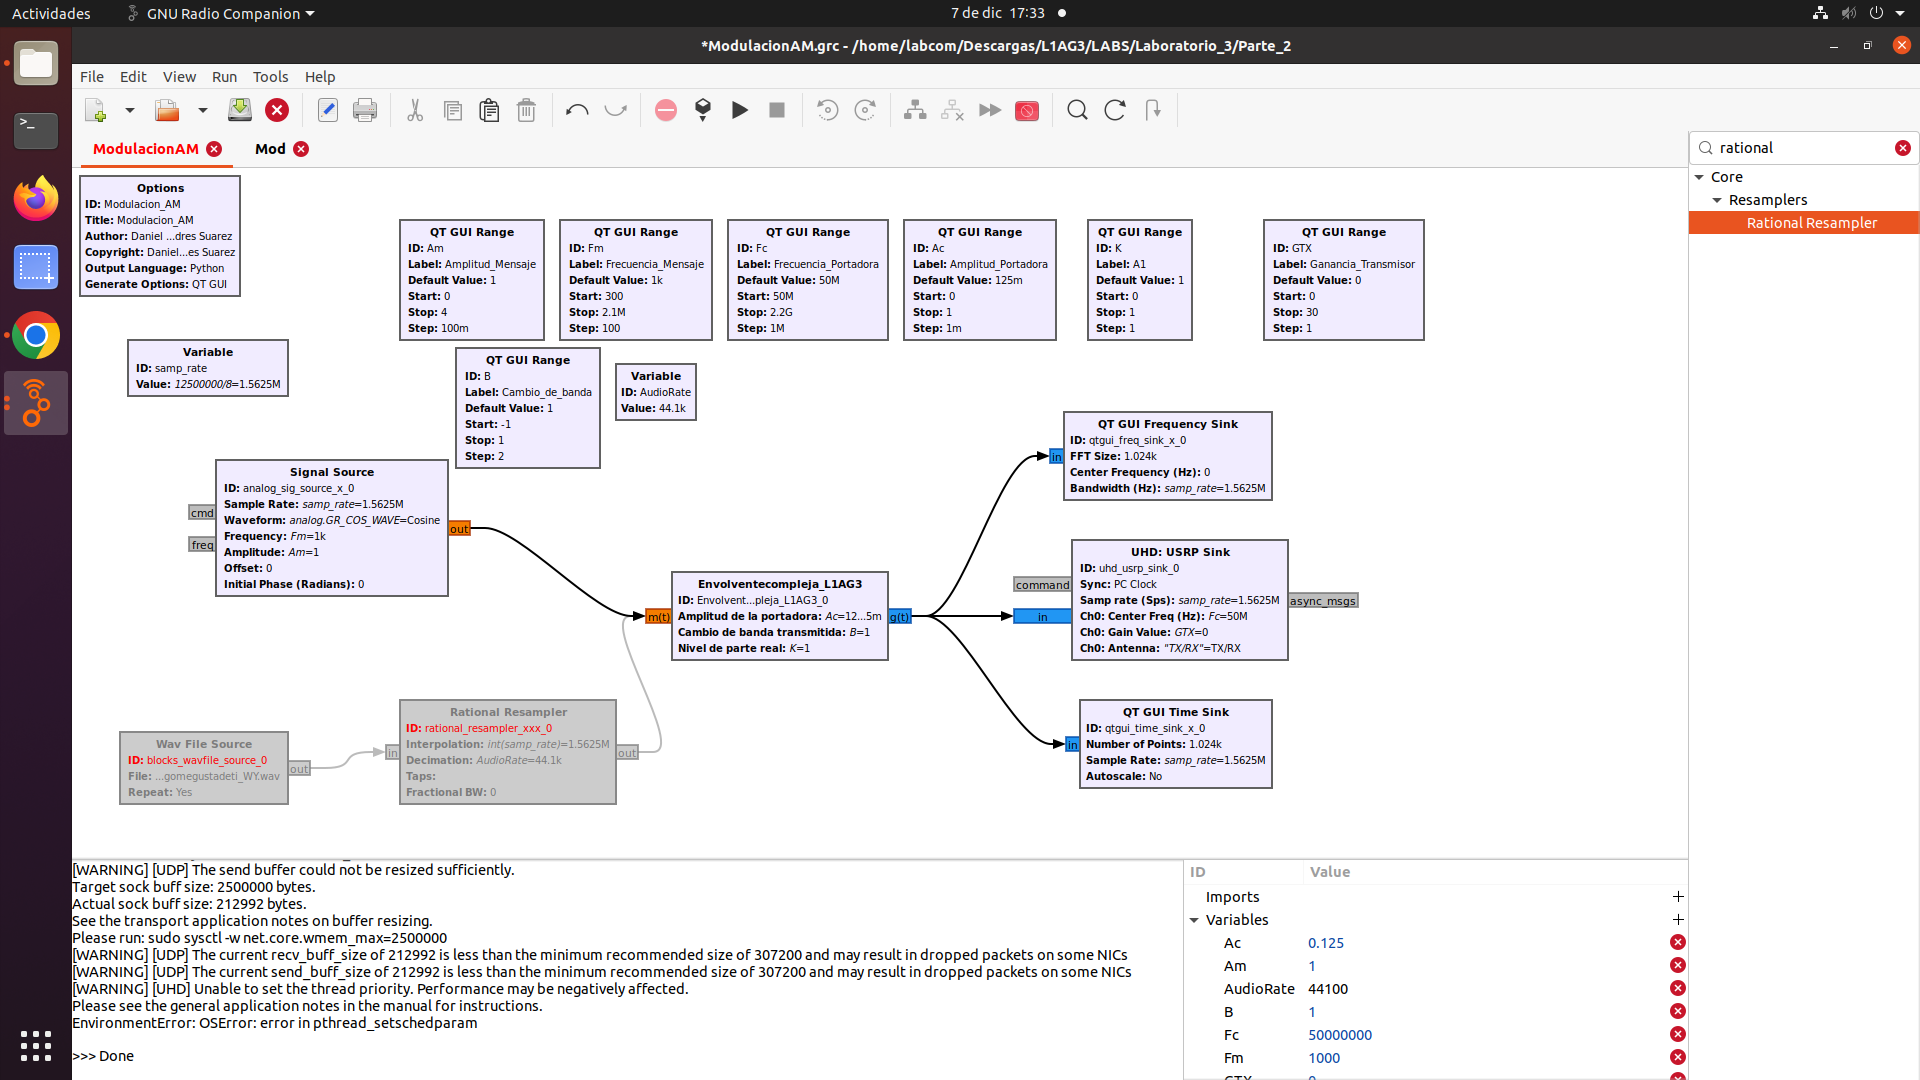 Actividades
GNU Radio Companion
7 de dic 17:33
*ModulacionAM.grc - /home/labcom/Descargas/L1AG3/LABS/Laboratorio_3/Parte_2
File Edit View Run Tools Help
ModulacionAM
Mod
rational
Core
Resamplers
Rational Resampler
Options
ID: Modulacion_AM
Title: Modulacion_AM
Author: Daniel ...dres Suarez
Copyright: Daniel...es Suarez
Output Language: Python
Generate Options: QT GUI
QT GUI Range
ID: Am
Label: Amplitud_Mensaje
Default Value: 1
Start: 0
Stop: 4
Step: 100m
QT GUI Range
ID: Fm
Label: Frecuencia_Mensaje
Default Value: 1k
Start: 300
Stop: 2.1M
Step: 100
QT GUI Range
ID: Fc
Label: Frecuencia_Portadora
Default Value: 50M
Start: 50M
Stop: 2.2G
Step: 1M
QT GUI Range
ID: Ac
Label: Amplitud_Portadora
Default Value: 125m
Start: 0
Stop: 1
Step: 1m
QT GUI Range
ID: K
Label: A1
Default Value: 1
Start: 0
Stop: 1
Step: 1
QT GUI Range
ID: GTX
Label: Ganancia_Transmisor
Default Value: 0
Start: 0
Stop: 30
Step: 1
Variable
ID: samp_rate
Value: 12500000/8=1.5625M
QT GUI Range
ID: B
Label: Cambio_de_banda
Default Value: 1
Start: -1
Stop: 1
Step: 2
Variable
ID: AudioRate
Value: 44.1k
Signal Source
ID: analog_sig_source_x_0
Sample Rate: samp_rate=1.5625M
Waveform: analog.GR_COS_WAVE=Cosine
Frequency: Fm=1k
Amplitude: Am=1
Offset: 0
Initial Phase (Radians): 0
cmd
freq
out
QT GUI Frequency Sink
ID: qtgui_freq_sink_x_0
FFT Size: 1.024k
Center Frequency (Hz): 0
Bandwidth (Hz): samp_rate=1.5625M
in
Envolventecompleja_L1AG3
ID: Envolvent...pleja_L1AG3_0
Amplitud de la portadora: Ac=12...5m
Cambio de banda transmitida: B=1
Nivel de parte real: K=1
m(t)
g(t)
UHD: USRP Sink
ID: uhd_usrp_sink_0
Sync: PC Clock
Samp rate (Sps): samp_rate=1.5625M
Ch0: Center Freq (Hz): Fc=50M
Ch0: Gain Value: GTX=0
Ch0: Antenna: "TX/RX"=TX/RX
command
in
async_msgs
Wav File Source
ID: blocks_wavfile_source_0
File: ...gomegustadeti_WY.wav
Repeat: Yes
out
Rational Resampler
ID: rational_resampler_xxx_0
Interpolation: int(samp_rate)=1.5625M
Decimation: AudioRate=44.1k
Taps:
Fractional BW: 0
in
out
QT GUI Time Sink
ID: qtgui_time_sink_x_0
Number of Points: 1.024k
Sample Rate: samp_rate=1.5625M
Autoscale: No
in
[WARNING] [UDP] The send buffer could not be resized sufficiently.
Target sock buff size: 2500000 bytes.
Actual sock buff size: 212992 bytes.
See the transport application notes on buffer resizing.
Please run: sudo sysctl -w net.core.wmem_max=2500000
[WARNING] [UDP] The current recv_buff_size of 212992 is less than the minimum recommended size of 307200 and may result in dropped packets on some NICs
[WARNING] [UDP] The current send_buff_size of 212992 is less than the minimum recommended size of 307200 and may result in dropped packets on some NICs
[WARNING] [UHD] Unable to set the thread priority. Performance may be negatively affected.
Please see the general application notes in the manual for instructions.
EnvironmentError: OSError: error in pthread_setschedparam
>>> Done
ID Value
Imports
Variables
Ac 0.125
Am 1
AudioRate 44100
B 1
Fc 50000000
Fm 1000
GTX 0